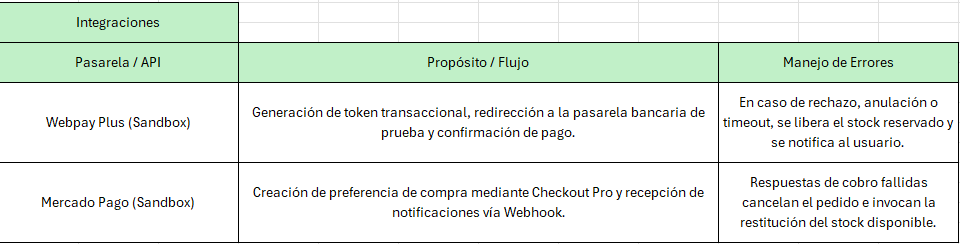 Integraciones
Pasarela / API
Propósito / Flujo
Manejo de Errores
Webpay Plus (Sandbox)
Generación de token transaccional, redirección a la pasarela bancaria de
prueba y confirmación de pago.
En caso de rechazo, anulación o
timeout, se libera el stock reservado y
se notifica al usuario.
Mercado Pago (Sandbox)
Creación de preferencia de compra mediante Checkout Pro y recepción de
notificaciones vía Webhook.
Respuestas de cobro fallidas
cancelan el pedido e invocan la
restitución del stock disponible.